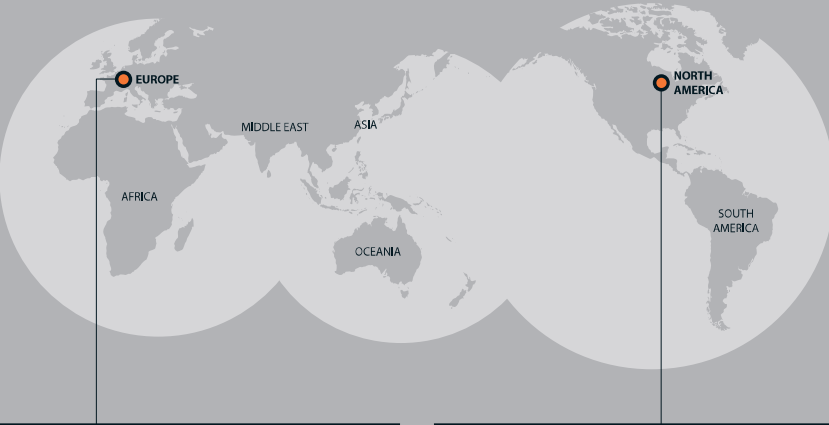 EUROPE
NORTH
AMERICA
MIDDLE EAST
ASIA
AFRICA
SOUTH
AMERICA
OCEANIA